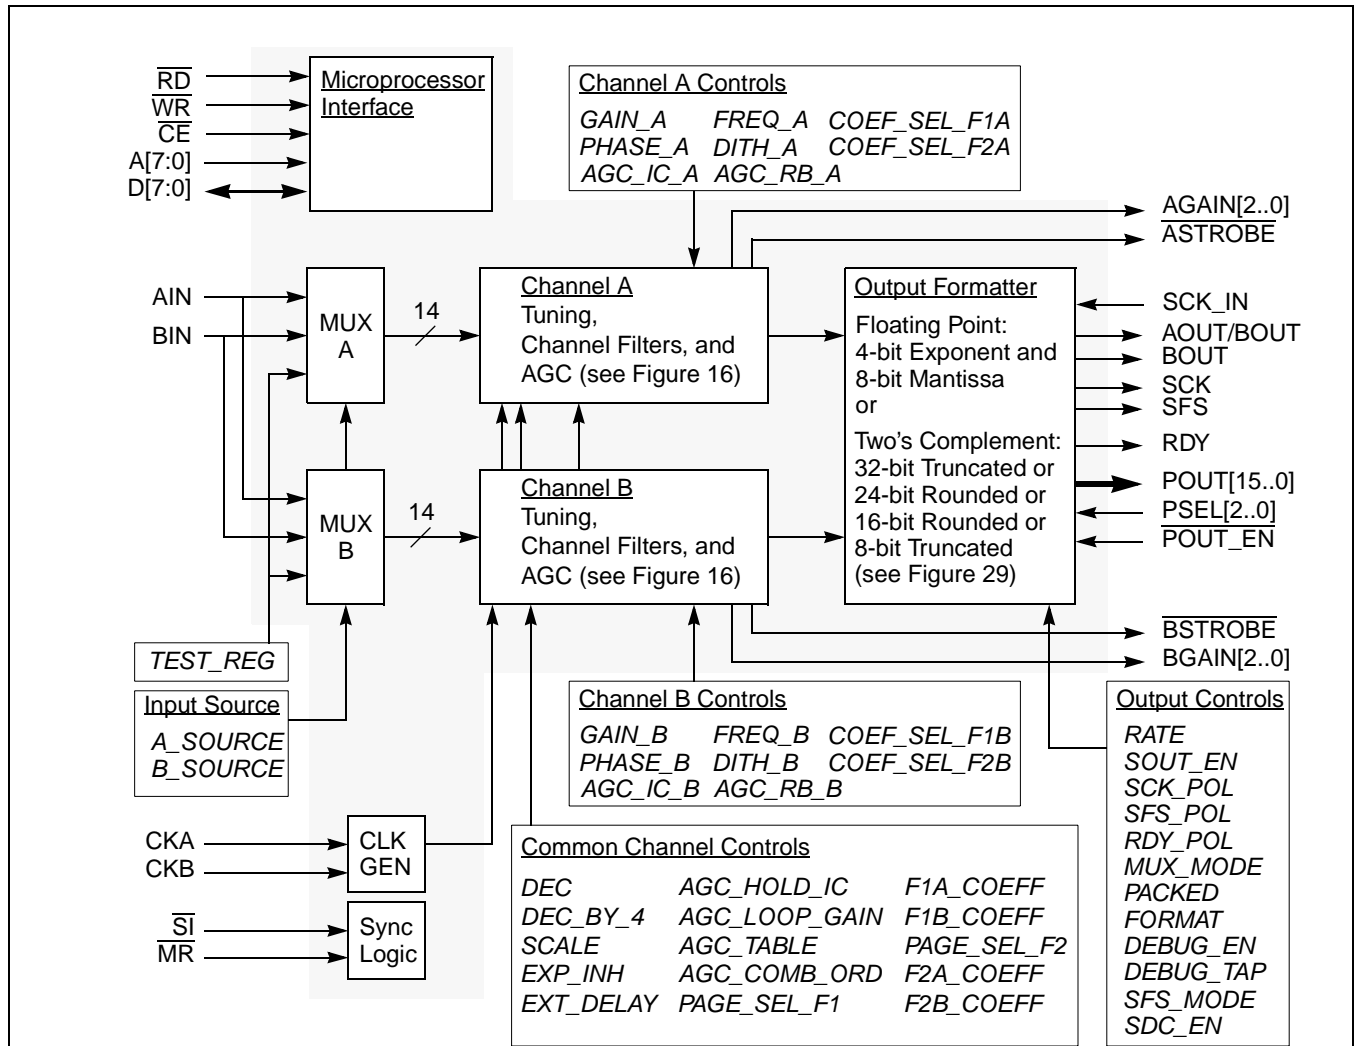 RD
WR
CE
A[7:0]
D[7:0]
Microprocessor
Interface
Channel A Controls
GAIN_A FREQ_A COEF_SEL_F1A
PHASE_A DITH_A COEF_SEL_F2A
AGC_IC_A AGC_RB_A
AGAIN[2..0]
ASTROBE
AIN
BIN
MUX
A
14
Channel A
Tuning,
Channel Filters, and
AGC (see Figure 16)
Output Formatter
Floating Point:
4-bit Exponent and
8-bit Mantissa
or
Two's Complement:
32-bit Truncated or
24-bit Rounded or
16-bit Rounded or
8-bit Truncated
(see Figure 29)
SCK_IN
AOUT/BOUT
BOUT
SCK
SFS
RDY
POUT[15..0]
PSEL[2..0]
POUT_EN
MUX
B
14
Channel B
Tuning,
Channel Filters, and
AGC (see Figure 16)
BSTROBE
BGAIN[2..0]
TEST_REG
Input Source
A_SOURCE
B_SOURCE
Channel B Controls
GAIN_B FREQ_B COEF_SEL_F1B
PHASE_B DITH_B COEF_SEL_F2B
AGC_IC_B AGC_RB_B
Output Controls
RATE
SOUT_EN
SCK_POL
SFS_POL
RDY_POL
MUX_MODE
PACKED
FORMAT
DEBUG_EN
DEBUG_TAP
SFS_MODE
SDC_EN
CKA
CKB
CLK
GEN
SI
MR
Sync
Logic
Common Channel Controls
DEC AGC_HOLD_IC F1A_COEFF
DEC_BY_4 AGC_LOOP_GAIN F1B_COEFF
SCALE AGC_TABLE PAGE_SEL_F2
EXP_INH AGC_COMB_ORD F2A_COEFF
EXT_DELAY PAGE_SEL_F1 F2B_COEFF